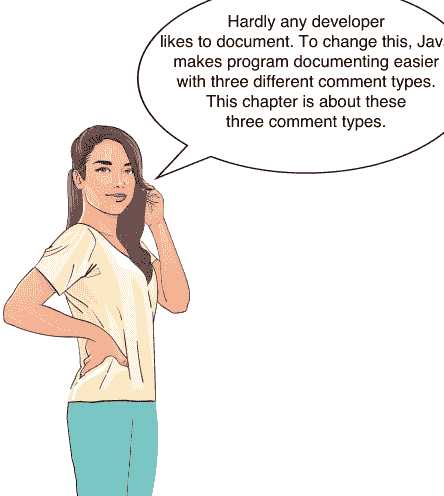 Hardly any developer
likes to document. To change this, Jav
makes program documenting easier
with three different comment types.
This chapter is about these
three comment types.